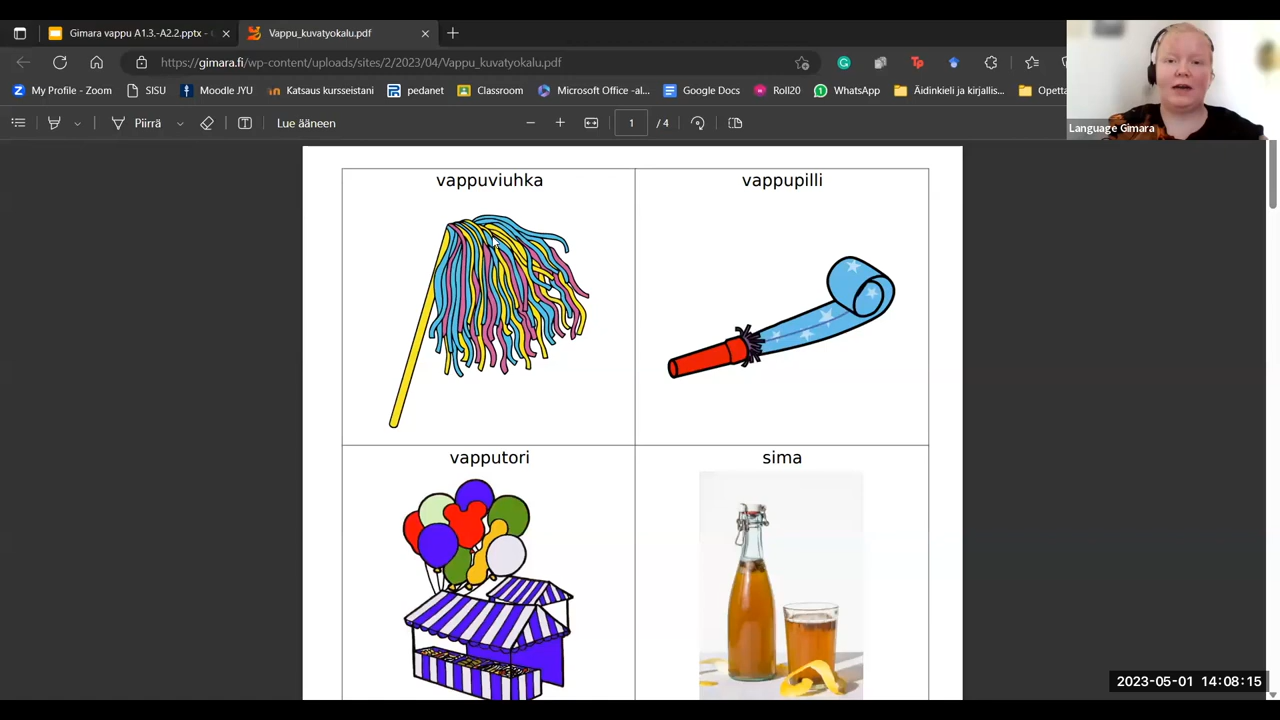 Gimara vappu A1.3.-A2.2.pptx -
Vappu_kuvatyokalu.pdf
https://gimara.fi/wp-content/uploads/sites/2/2023/04/Vappu_kuvatyokalu.pdf
My Profile - Zoom
SISU
Moodle JYU
Katsaus kursseistani
pedanet
Classroom
Microsoft Office -al...
Google Docs
Roll20
WhatsApp
Äidinkieli ja kirjallis...
Opetta
Piirrä
Lue ääneen
1 / 4
Language Gimara
vappuviuhka
vappupilli
vapputori
sima
2023-05-01 14:08:15